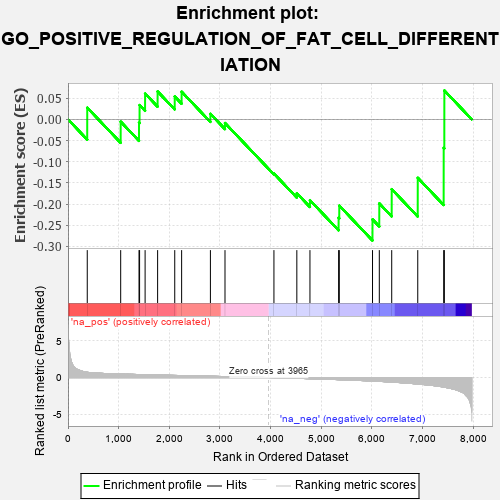 Enrichment plot:
GO_POSITIVE_REGULATION_OF_FAT_CELL_DIFFERENT
IATION
Enrichment score (ES)
0.05
0.00
-0.05
-0.10
-0.15
-0.20
-0.25
-0.30
'na_pos' (positively correlated)
Ranked list metric (PreRanked)
5
0
-5
Zero cross at 3965
'na_neg' (negatively correlated)
0
1,000
2,000
3,000
4,000
5,000
6,000
7,000
8,000
Rank in Ordered Dataset
Enrichment profile
Hits
Ranking metric scores